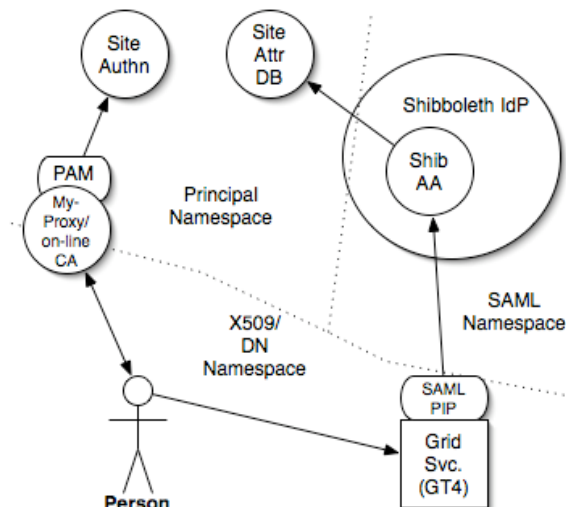 Site
Authn
Site
Attr
DB
Shibboleth IdP
Shib
AA
PAM
My-
Proxy/
on-line
CA
Principal
Namespace
SAML
Namespace
X509/
DN
Namespace
SAML
PIP
Grid
Svc.
(GT4)
Person